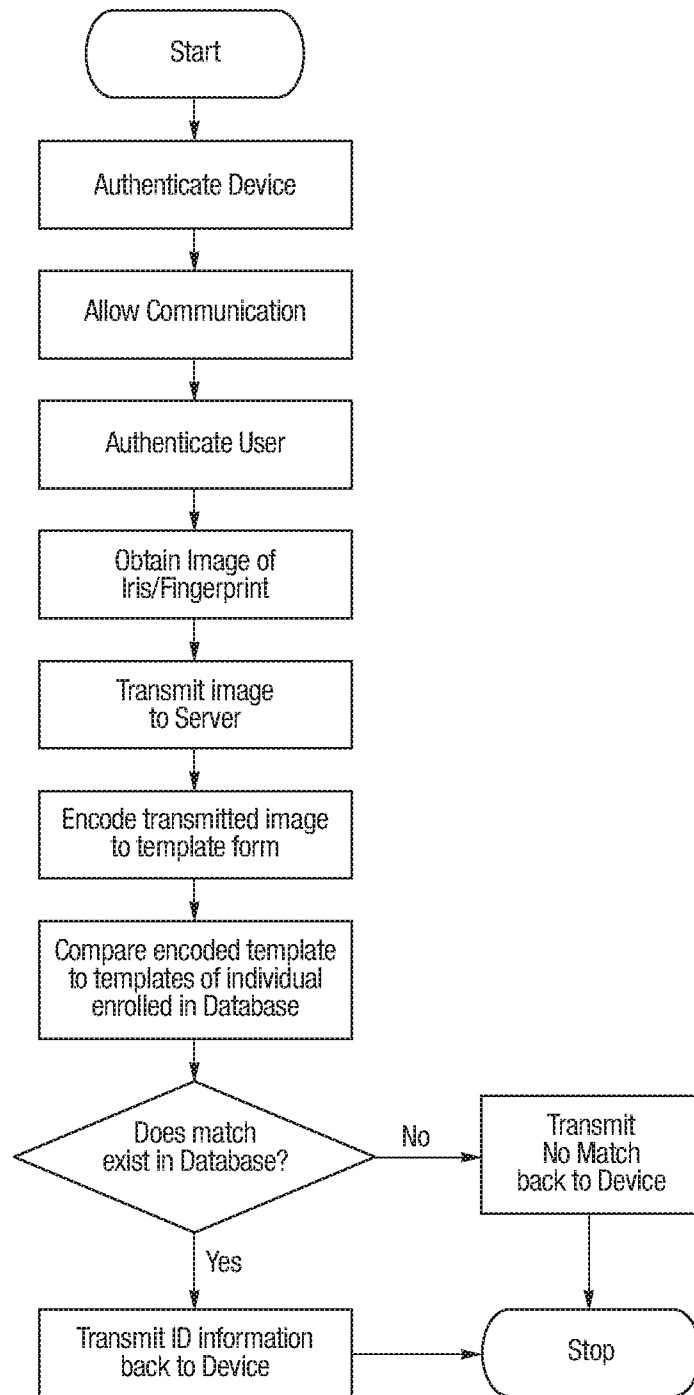 Start
Authenticate Device
Allow Communication
Authenticate User
Obtain Image of
Iris/Fingerprint
Transmit image
to Server
Encode transmitted image
to template form
Compare encoded template
to templates of individual
enrolled in Database
Does match
exist in Database?
No
Transmit
No Match
back to Device
Yes
Transmit ID information
back to Device
Stop